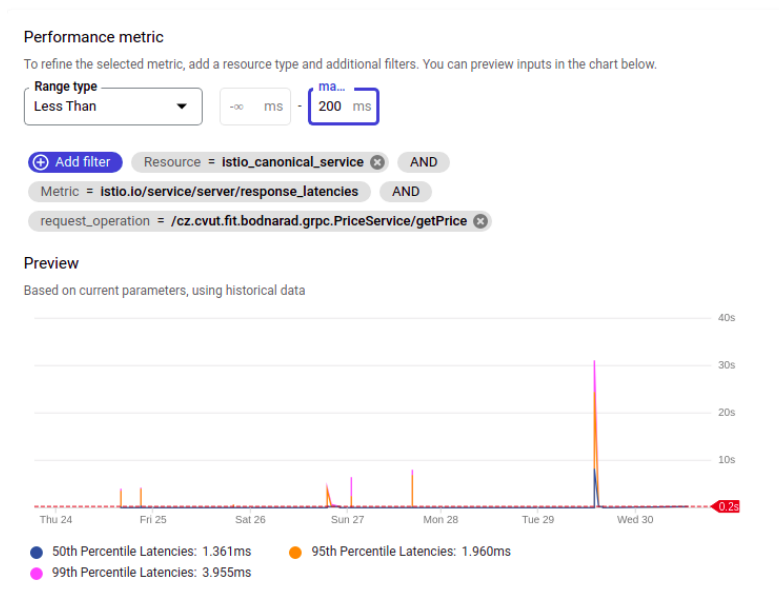 Performance metric
To refine the selected metric, add a resource type and additional filters. You can preview inputs in the chart below.
Range type
Less Than
-∞ ms - ma... 200 ms
Add filter Resource = istio_canonical_service AND
Metric = istio.io/service/server/response_latencies AND
request_operation = /cz.cvut.fit.bodnarad.grpc.PriceService/getPrice
Preview
Based on current parameters, using historical data
40s
30s
20s
10s
0.2s
Thu 24 Fri 25 Sat 26 Sun 27 Mon 28 Tue 29 Wed 30
50th Percentile Latencies: 1.361ms 95th Percentile Latencies: 1.960ms
99th Percentile Latencies: 3.955ms